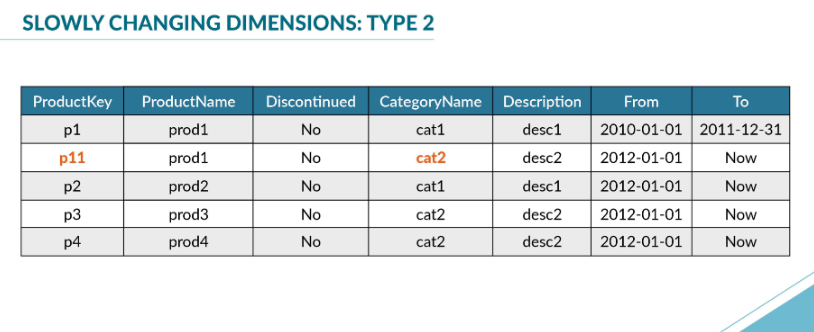 SLOWLY CHANGING DIMENSIONS: TYPE 2
ProductKey ProductName Discontinued CategoryName Description From To
p1 prod1 No cat1 desc1 2010-01-01 2011-12-31
p11 prod1 No cat2 desc2 2012-01-01 Now
p2 prod2 No cat1 desc1 2012-01-01 Now
p3 prod3 No cat2 desc2 2012-01-01 Now
p4 prod4 No cat2 desc2 2012-01-01 Now